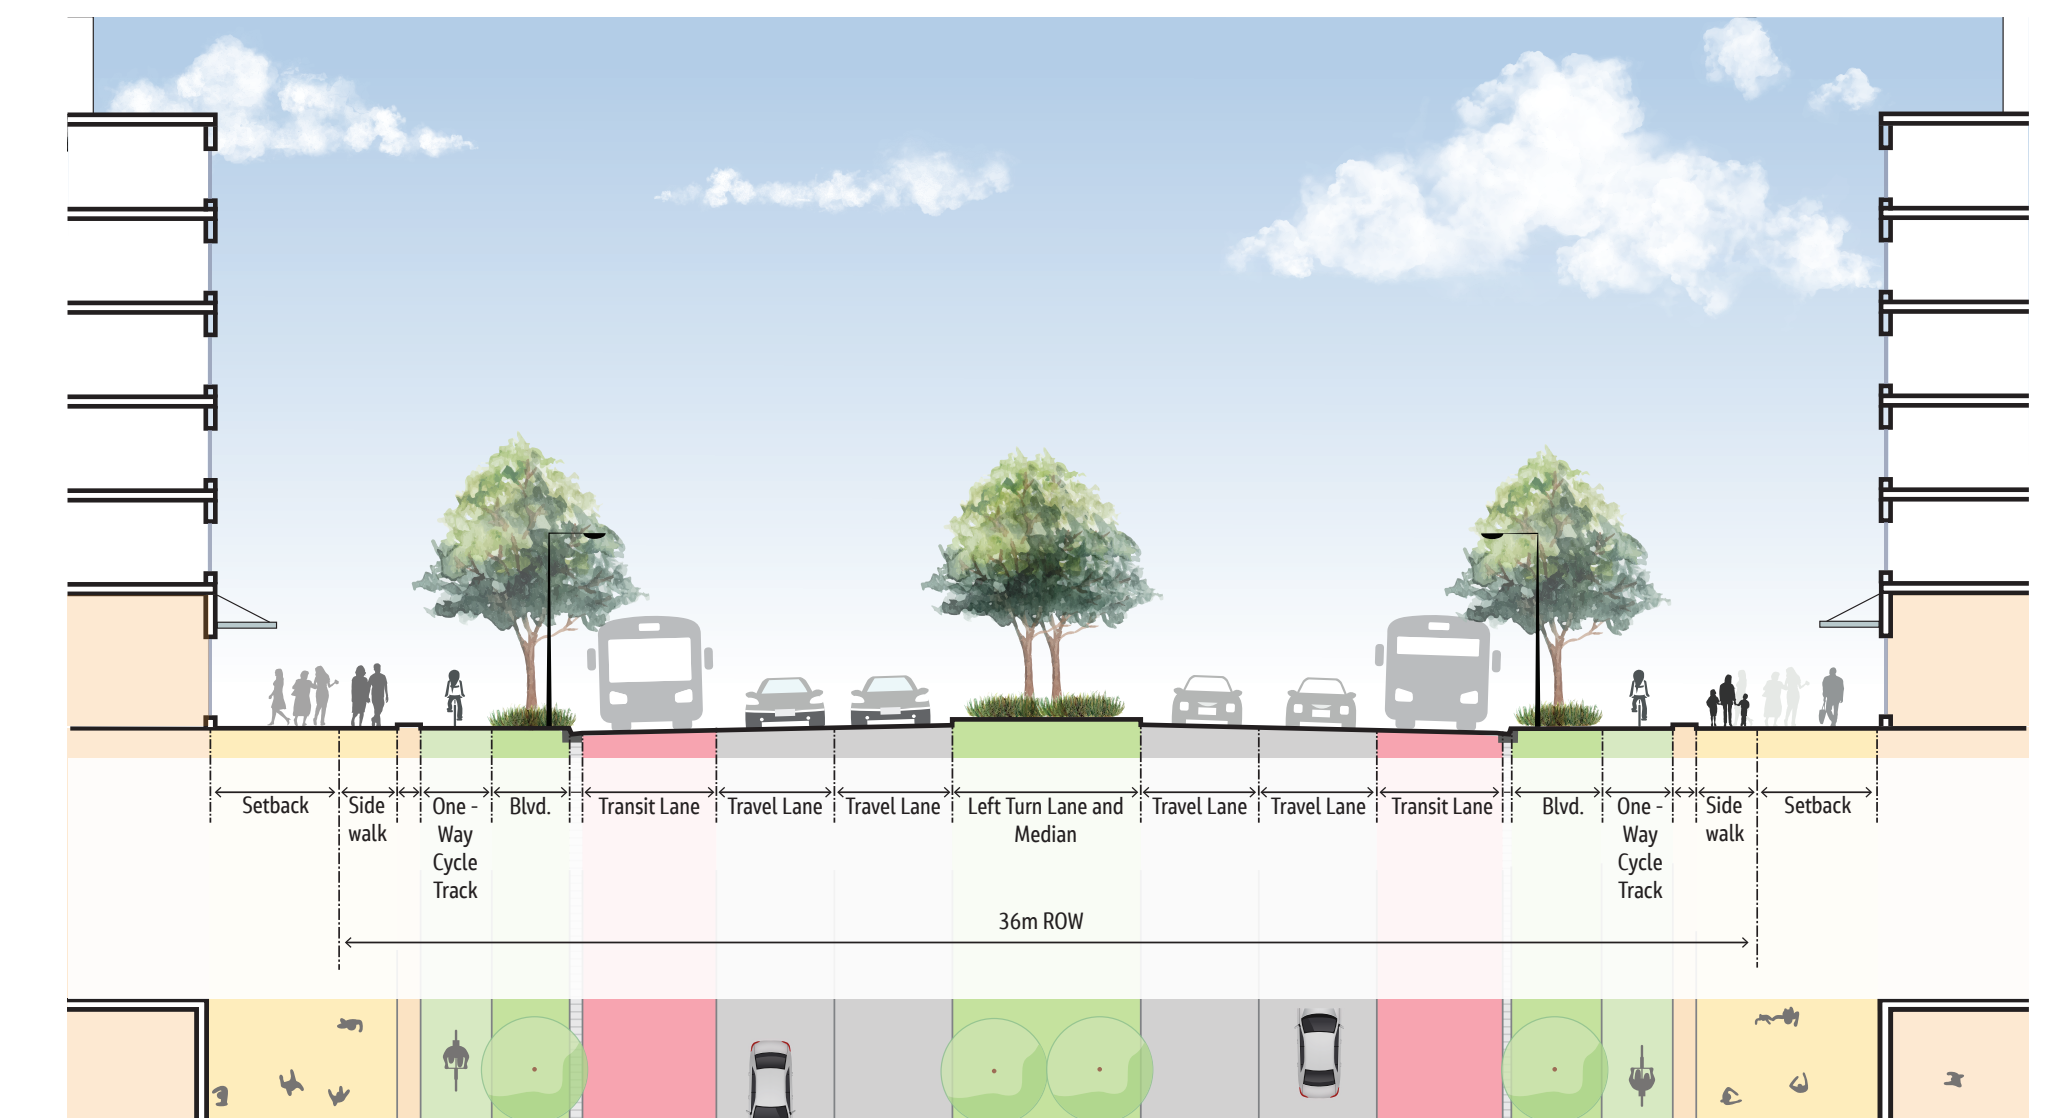 Setback
Side
walk
One -
Way
Cycle
Track
Blvd.
Transit Lane
Travel Lane
Travel Lane
Left Turn Lane and
Median
Travel Lane
Travel Lane
Transit Lane
Blvd.
One -
Way
Cycle
Track
Side
walk
Setback
36m ROW